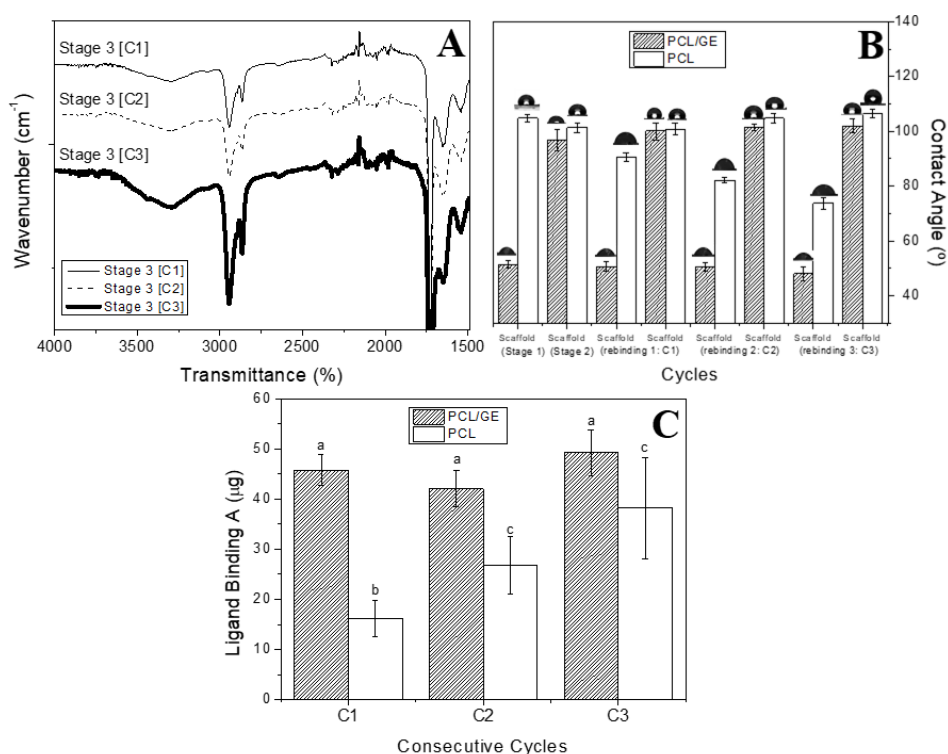 A
Stage 3 [C1]
Stage 3 [C2]
Stage 3 [C3]
Wavenumber (cm⁻¹)
Stage 3 [C1]
Stage 3 [C2]
Stage 3 [C3]
4000 3500 3000 2500 2000 1500
Transmittance (%)
B
PCL/GE
PCL
140
120
100
80
60
40
Contact Angle (º)
Scaffold Scaffold Scaffold Scaffold Scaffold Scaffold Scaffold Scaffold
(Stage 1) (Stage 2) (rebinding 1: C1) (rebinding 2: C2) (rebinding 3: C3)
Cycles
C
PCL/GE
PCL
60
50
40
30
20
10
0
Ligand Binding A (µg)
a b a c a c
C1 C2 C3
Consecutive Cycles